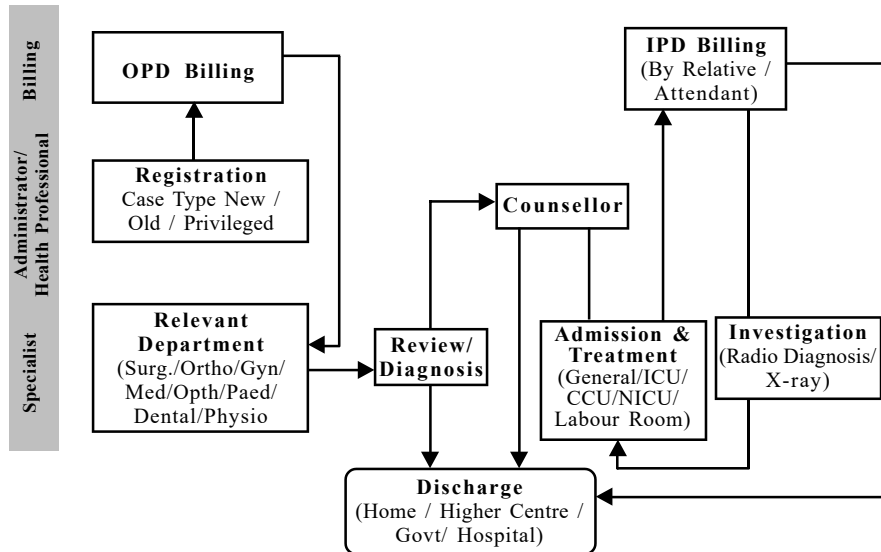 Billing
Administrator/
Health Professional
Specialist
OPD Billing
Registration
Case Type New /
Old / Privileged
Relevant
Department
(Surg./Ortho/Gyn/
Med/Opth/Paed/
Dental/Physio
Review/
Diagnosis
Counsellor
IPD Billing
(By Relative /
Attendant)
Admission &
Treatment
(General/ICU/
CCU/NICU/
Labour Room)
Investigation
(Radio Diagnosis/
X-ray)
Discharge
(Home / Higher Centre /
Govt/ Hospital)